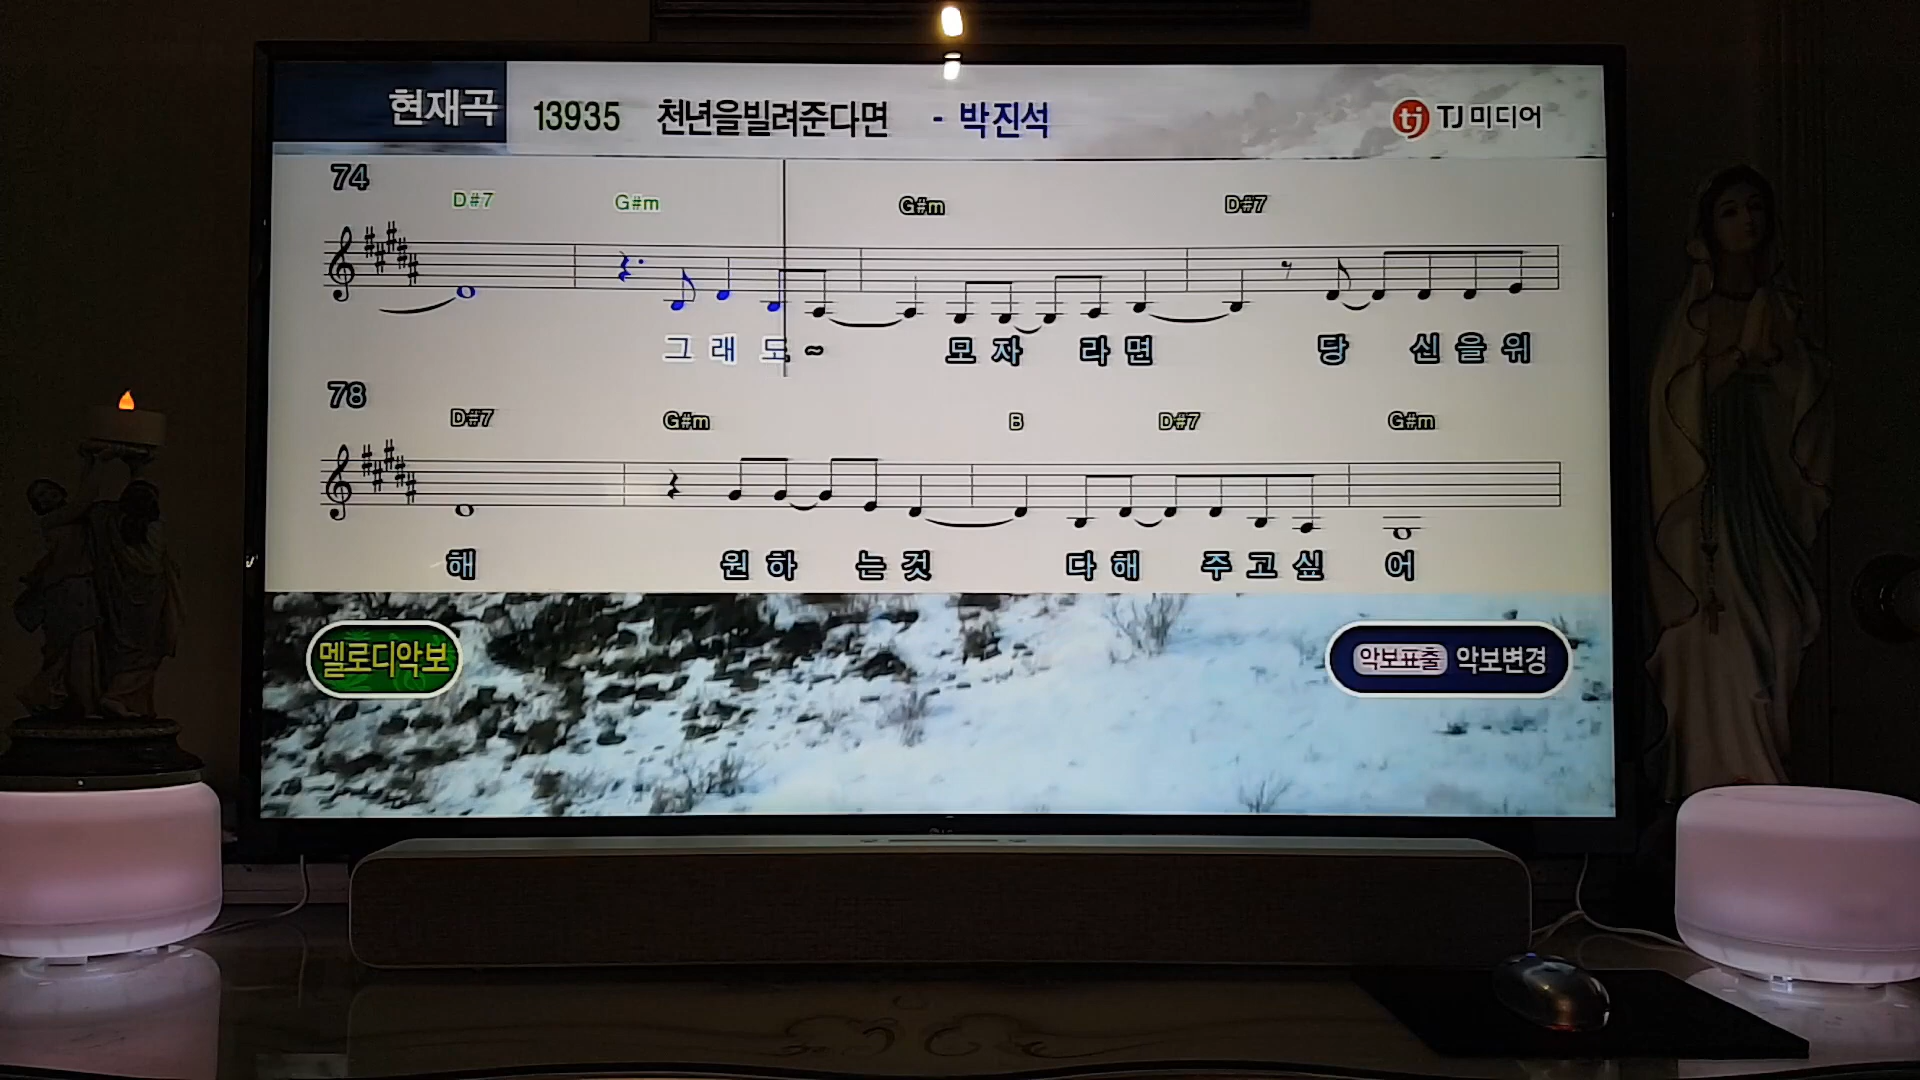 현재곡 13935 천년을빌려준다면 - 박진석 tj TJ미디어
74
D#7 G#m G#m D#7
그래도~ 모자라면 당신을위
78
D#7 G#m B D#7 G#m
해 원하는것 다해주고싶어
멜로디악보 악보표출 악보변경